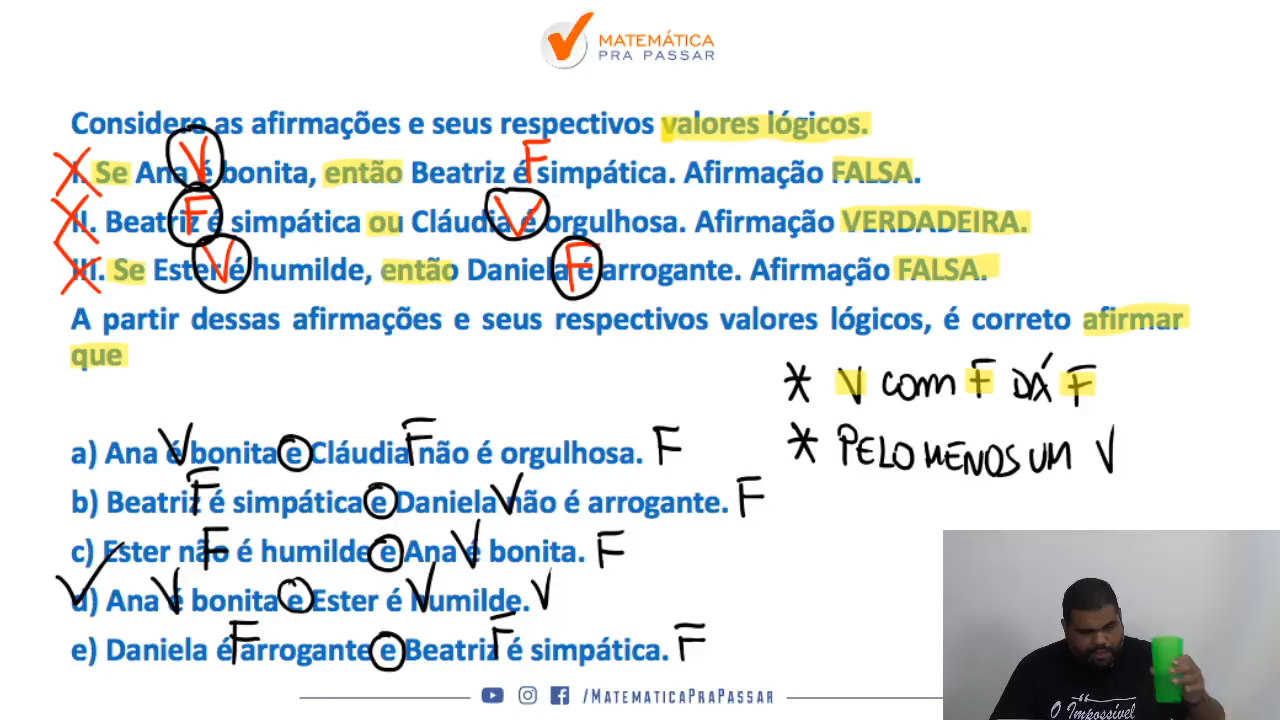 MATEMÁTICA
PRA PASSAR
Considere as afirmações e seus respectivos valores lógicos.
V F
I. Se Ana é bonita, então Beatriz é simpática. Afirmação FALSA.
F V
II. Beatriz é simpática ou Cláudia é orgulhosa. Afirmação VERDADEIRA.
V F
III. Se Ester é humilde, então Daniela é arrogante. Afirmação FALSA.
A partir dessas afirmações e seus respectivos valores lógicos, é correto afirmar
que
* V com F DÁ F
* PELO MENOS UM V
V F
a) Ana é bonita e Cláudia não é orgulhosa. F
F V
b) Beatriz é simpática e Daniela não é arrogante. F
F V
c) Ester não é humilde e Ana é bonita. F
V V
d) Ana é bonita e Ester é humilde. V
F F
e) Daniela é arrogante e Beatriz é simpática. F
/MATEMATICAPRAPASSAR
O Impossível